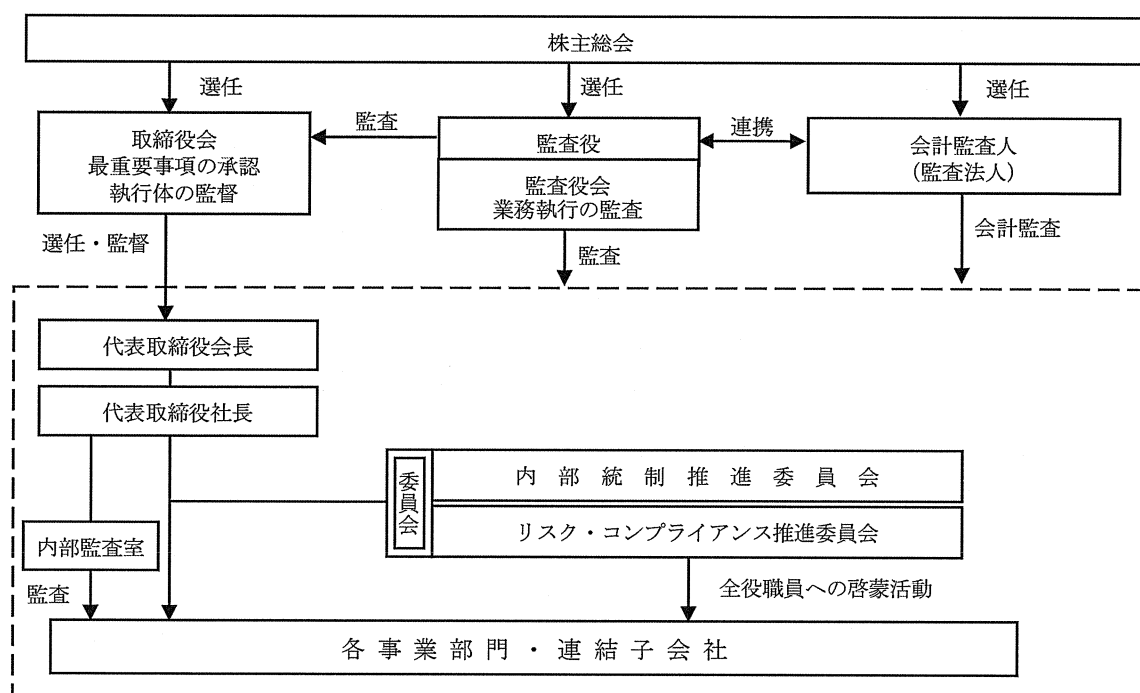 株主総会
選任
選任
選任
取締役会
最重要事項の承認
執行体の監督
監査
監査役
監査役会
業務執行の監査
連携
会計監査人
(監査法人)
選任・監督
監査
会計監査
代表取締役会長
代表取締役社長
委員会
内部統制推進委員会
リスク・コンプライアンス推進委員会
内部監査室
監査
全役職員への啓蒙活動
各事業部門・連結子会社